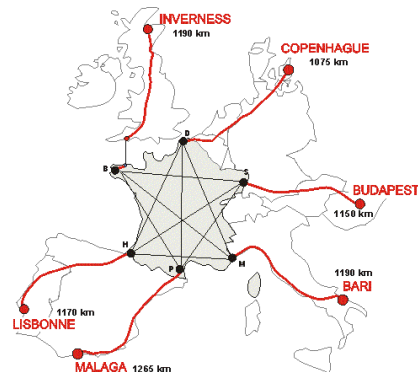 INVERNESS
1190 km
COPENHAGUE
1075 km
D
B
S
BUDAPEST
1150 km
H
M
P
1190 km
BARI
1170 km
LISBONNE
MALAGA 1265 km